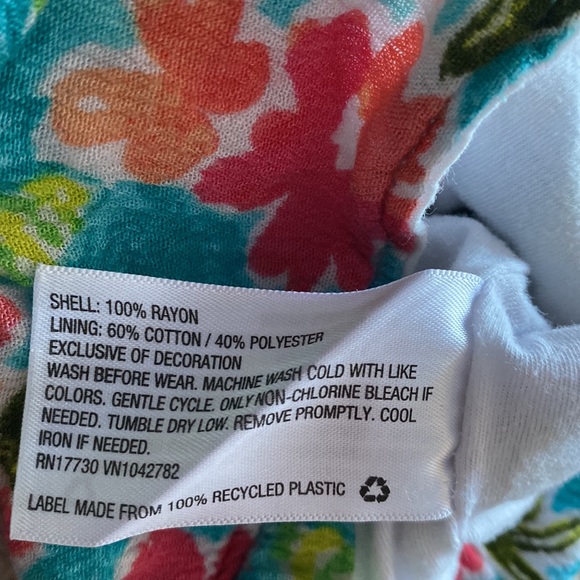 SHELL: 100% RAYON
LINING: 60% COTTON / 40% POLYESTER
EXCLUSIVE OF DECORATION
WASH BEFORE WEAR. MACHINE WASH COLD WITH LIKE
COLORS. GENTLE CYCLE. ONLY NON-CHLORINE BLEACH IF
NEEDED. TUMBLE DRY LOW. REMOVE PROMPTLY. COOL
IRON IF NEEDED.
RN17730 VN1042782
LABEL MADE FROM 100% RECYCLED PLASTIC